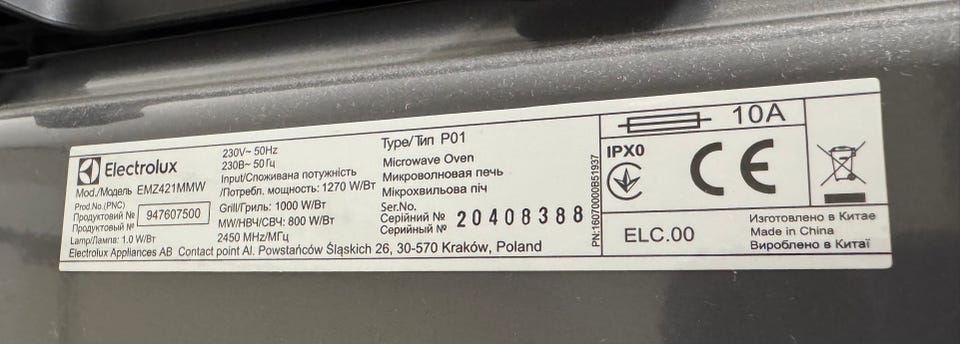 Electrolux
Mod./Модель EMZ421MMW
Prod.No.(PNC)
Продуктовий №
Продуктовый № 947607500
Lamp/Лампа: 1.0 W/Вт
230V~ 50Hz
230В~ 50Гц
Input/Споживана потужність
/Потребл. мощность: 1270 W/Вт
Grill/Гриль: 1000 W/Вт
MW/НВЧ/СВЧ: 800 W/Вт
2450 MHz/МГц
Electrolux Appliances AB Contact point Al. Powstańców Śląskich 26, 30-570 Kraków, Poland
Type/Тип P01
Microwave Oven
Микроволновая печь
Мікрохвильова піч
Ser.No.
Серійний №
Серийный № 20408388
PN:16070000B51937
10A
IPX0
CE
ELC.00
Изготовлено в Китае
Made in China
Вироблено в Китаї